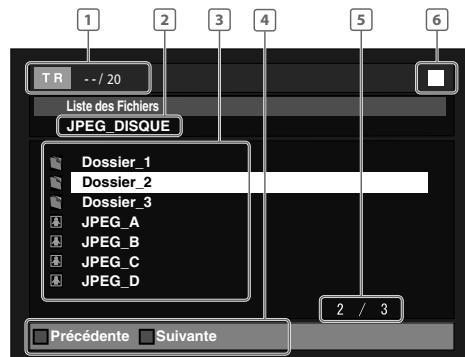 1 2 3 4 5 6
TR --/ 20
Liste des Fichiers
JPEG_DISQUE
Dossier_1
Dossier_2
Dossier_3
JPEG_A
JPEG_B
JPEG_C
JPEG_D
2 / 3
Précédente Suivante